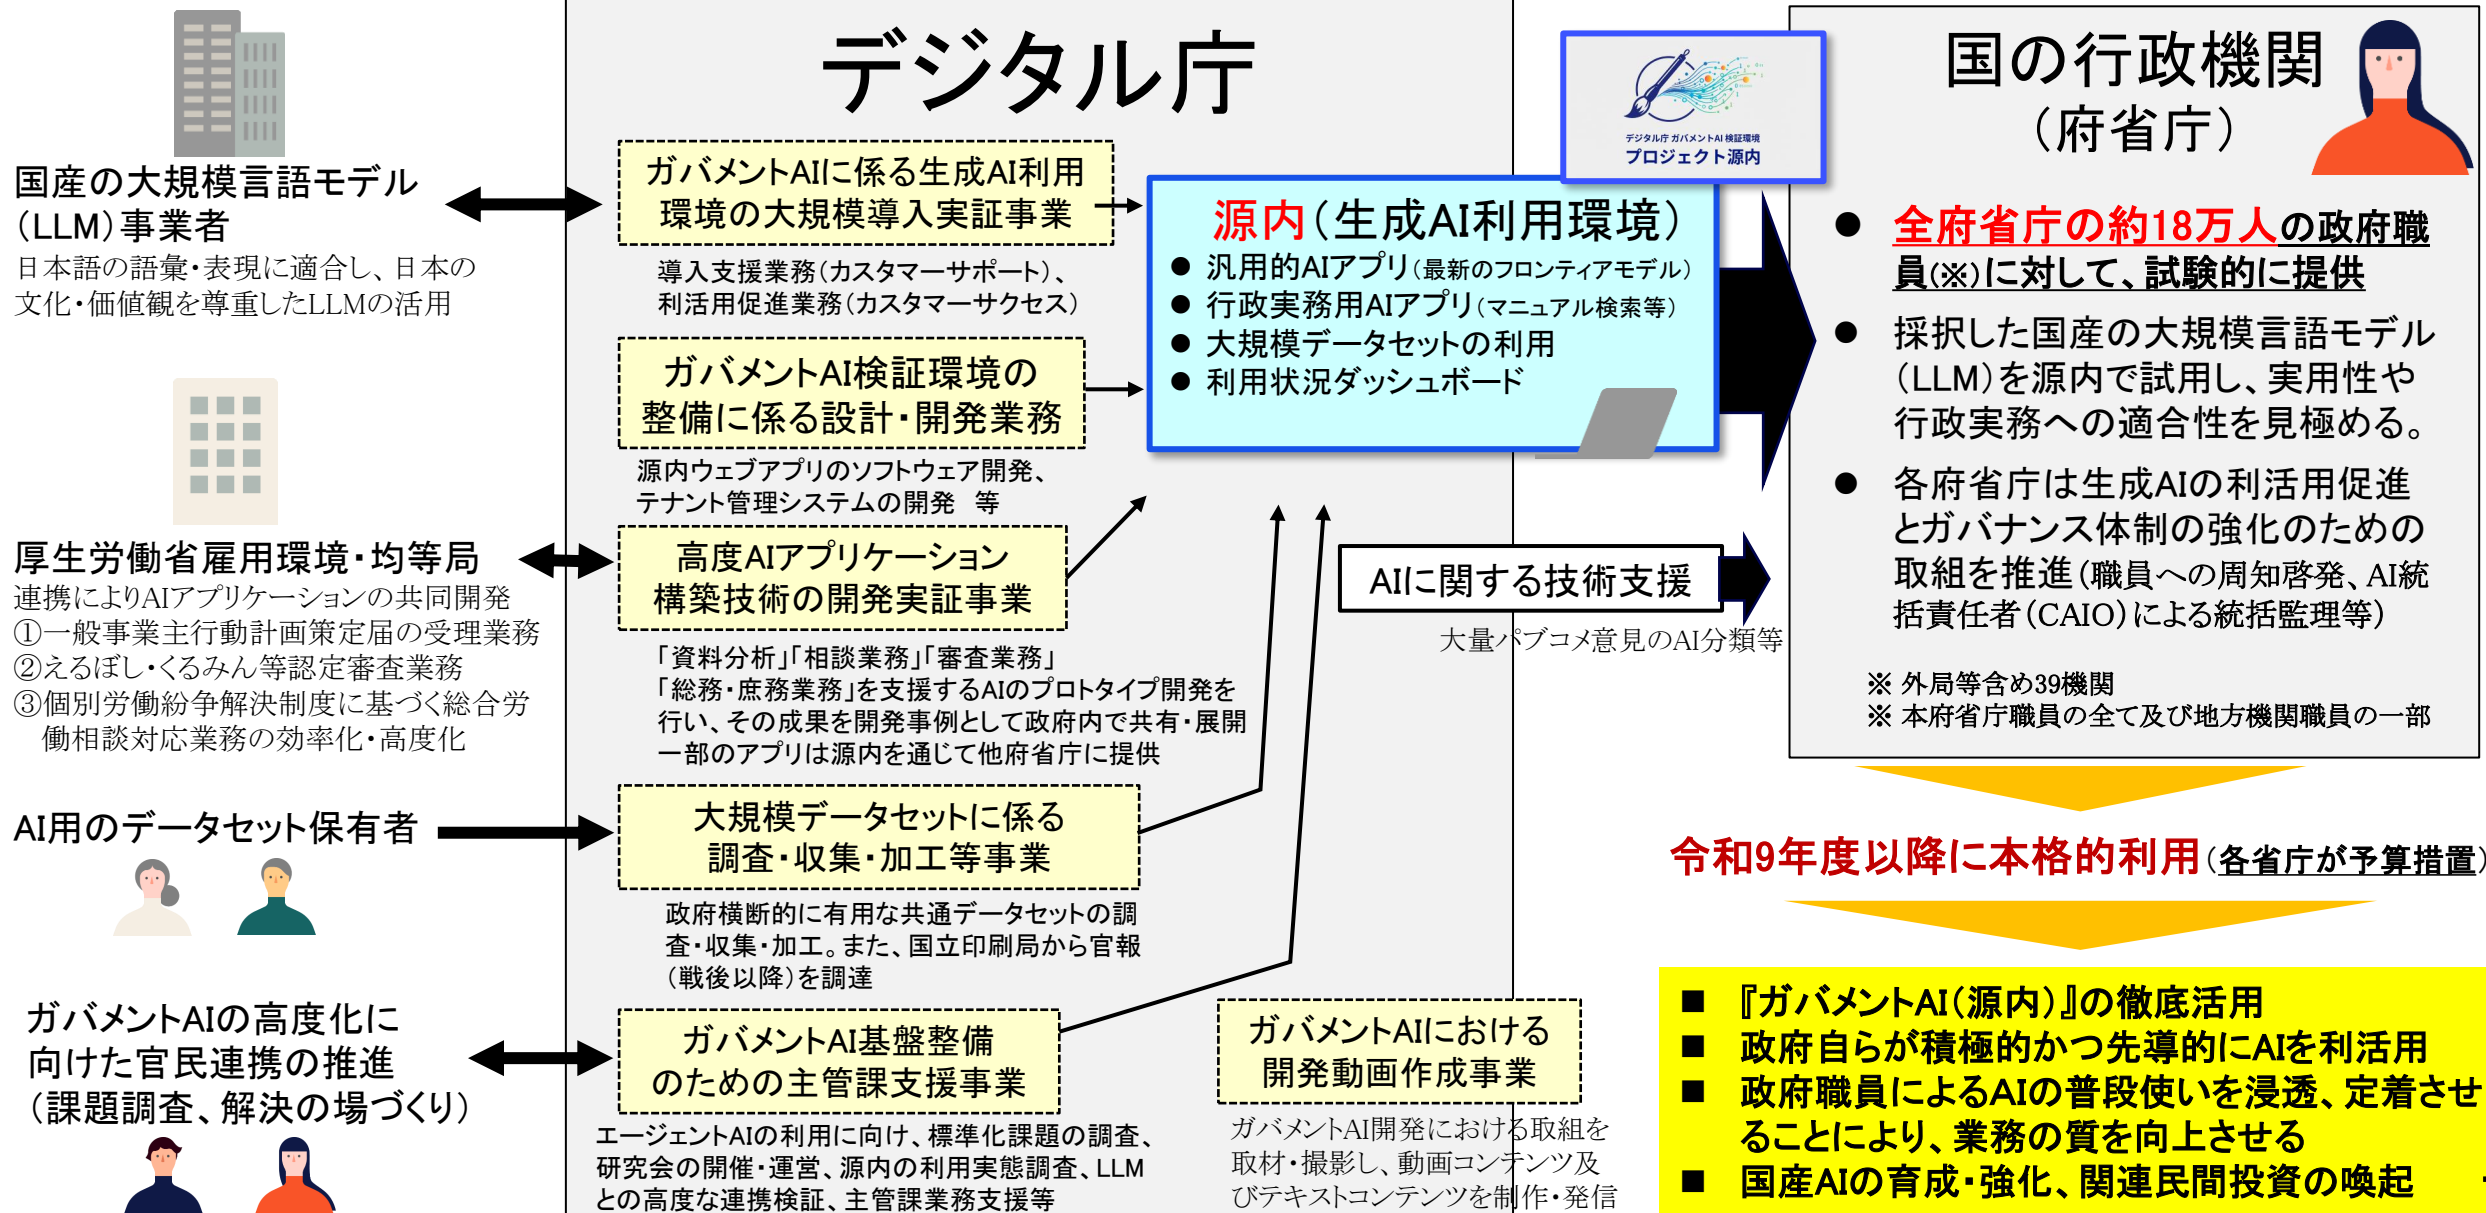 国産の大規模言語モデル
（LLM）事業者
日本語の語彙・表現に適合し、日本の
文化・価値観を尊重したLLMの活用
厚生労働省雇用環境・均等局
連携によりAIアプリケーションの共同開発
①一般事業主行動計画策定届の受理業務
②えるぼし・くるみん等認定審査業務
③個別労働紛争解決制度に基づく総合労
働相談対応業務の効率化・高度化
AI用のデータセット保有者
ガバメントAIの高度化に
向けた官民連携の推進
（課題調査、解決の場づくり）
デジタル庁
ガバメントAIに係る生成AI利用
環境の大規模導入実証事業
導入支援業務（カスタマーサポート）、
利活用促進業務（カスタマーサクセス）
ガバメントAI検証環境の
整備に係る設計・開発業務
源内ウェブアプリのソフトウェア開発、
テナント管理システムの開発　等
高度AIアプリケーション
構築技術の開発実証事業
「資料分析」「相談業務」「審査業務」
「総務・庶務業務」を支援するAIのプロトタイプ開発を
行い、その成果を開発事例として政府内で共有・展開
一部のアプリは源内を通じて他府省庁に提供
大規模データセットに係る
調査・収集・加工等事業
政府横断的に有用な共通データセットの調
査・収集・加工。また、国立印刷局から官報
（戦後以降）を調達
ガバメントAI基盤整備
のための主管課支援事業
エージェントAIの利用に向け、標準化課題の調査、
研究会の開催・運営、源内の利用実態調査、LLM
との高度な連携検証、主管課業務支援等
デジタル庁 ガバメントAI 検証環境
プロジェクト源内
源内（生成AI利用環境）
● 汎用的AIアプリ（最新のフロンティアモデル）
● 行政実務用AIアプリ（マニュアル検索等）
● 大規模データセットの利用
● 利用状況ダッシュボード
AIに関する技術支援
大量パブコメ意見のAI分類等
ガバメントAIにおける
開発動画作成事業
ガバメントAI開発における取組を
取材・撮影し、動画コンテンツ及
びテキストコンテンツを制作・発信
国の行政機関
（府省庁）
● 全府省庁の約18万人の政府職
員(※)に対して、試験的に提供
● 採択した国産の大規模言語モデル
（LLM）を源内で試用し、実用性や
行政実務への適合性を見極める。
● 各府省庁は生成AIの利活用促進
とガバナンス体制の強化のための
取組を推進（職員への周知啓発、AI統
括責任者（CAIO）による統括監理等）
※ 外局等含め39機関
※ 本府省庁職員の全て及び地方機関職員の一部
令和9年度以降に本格的利用（各省庁が予算措置）
■ 『ガバメントAI（源内）』の徹底活用
■ 政府自らが積極的かつ先導的にAIを利活用
■ 政府職員によるAIの普段使いを浸透、定着させ
ることにより、業務の質を向上させる
■ 国産AIの育成・強化、関連民間投資の喚起